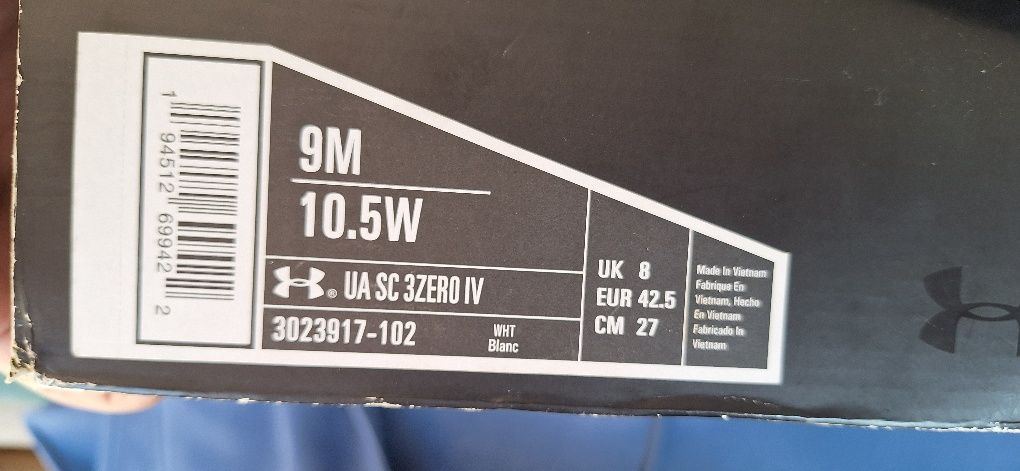 1 94512 69942 2
9M
10.5W
® UA SC 3ZERO IV
3023917-102
WHT
Blanc
UK 8
EUR 42.5
CM 27
Made In Vietnam
Fabrique En
Vietnam, Hecho
En Vietnam
Fabricado In
Vietnam